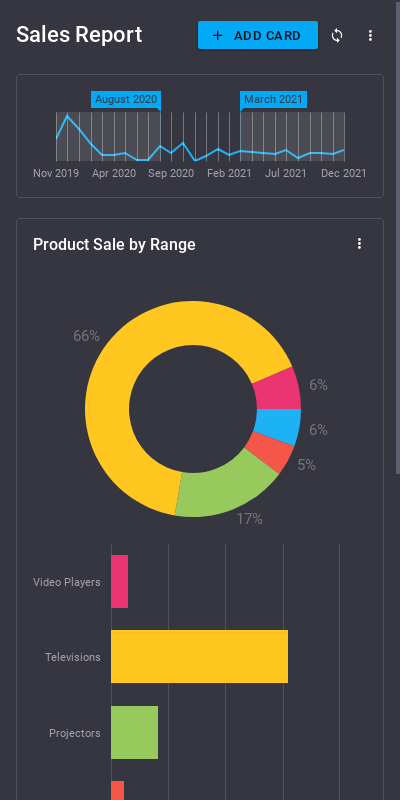 Sales Report
+ ADD CARD
August 2020
March 2021
Nov 2019 Apr 2020 Sep 2020 Feb 2021 Jul 2021 Dec 2021
Product Sale by Range
66%
6%
6%
5%
17%
Video Players
Televisions
Projectors